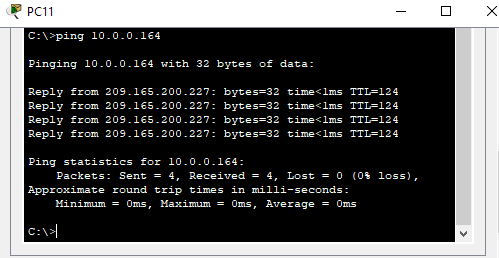 PC11
C:\>ping 10.0.0.164
Pinging 10.0.0.164 with 32 bytes of data:
Reply from 209.165.200.227: bytes=32 time<1ms TTL=124
Reply from 209.165.200.227: bytes=32 time<1ms TTL=124
Reply from 209.165.200.227: bytes=32 time<1ms TTL=124
Reply from 209.165.200.227: bytes=32 time<1ms TTL=124
Ping statistics for 10.0.0.164:
Packets: Sent = 4, Received = 4, Lost = 0 (0% loss),
Approximate round trip times in milli-seconds:
Minimum = 0ms, Maximum = 0ms, Average = 0ms
C:\>